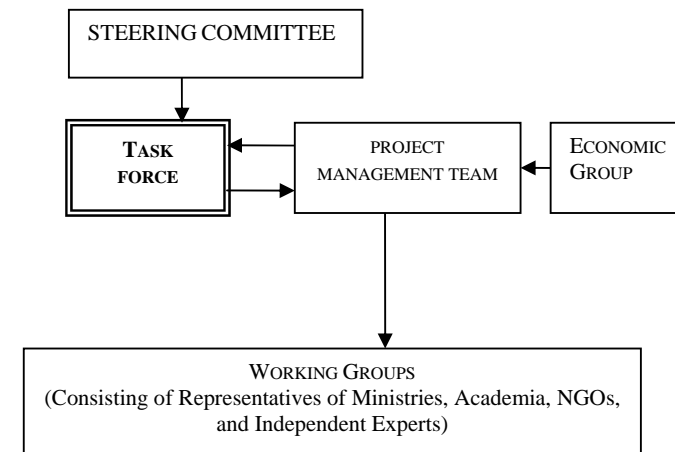 STEERING COMMITTEE
TASK
FORCE
PROJECT
MANAGEMENT TEAM
ECONOMIC
GROUP
WORKING GROUPS
(Consisting of Representatives of Ministries, Academia, NGOs,
and Independent Experts)